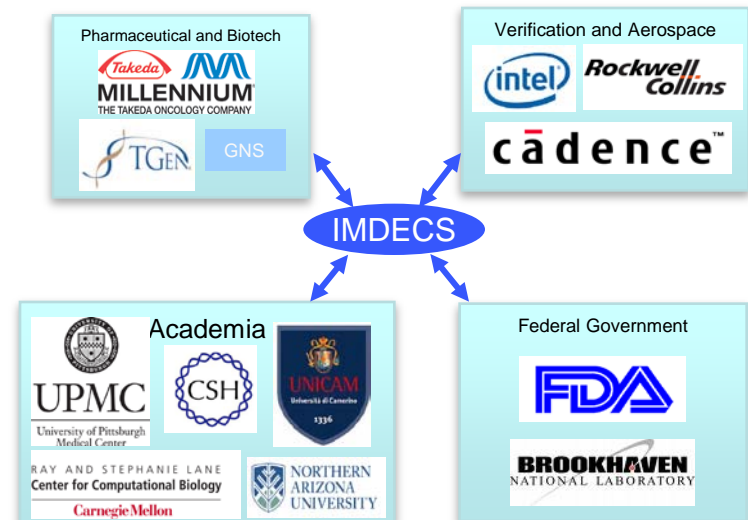 Pharmaceutical and Biotech
Takeda
MILLENNIUM
THE TAKEDA ONCOLOGY COMPANY
TGEN
GNS
Verification and Aerospace
intel
Rockwell
Collins
cādence™
IMDECS
Academia
UPMC
University of Pittsburgh
Medical Center
CSH
UNICAM
Università di Camerino
1336
RAY AND STEPHANIE LANE
Center for Computational Biology
Carnegie Mellon
NORTHERN
ARIZONA
UNIVERSITY
Federal Government
FDA
BROOKHAVEN
NATIONAL LABORATORY